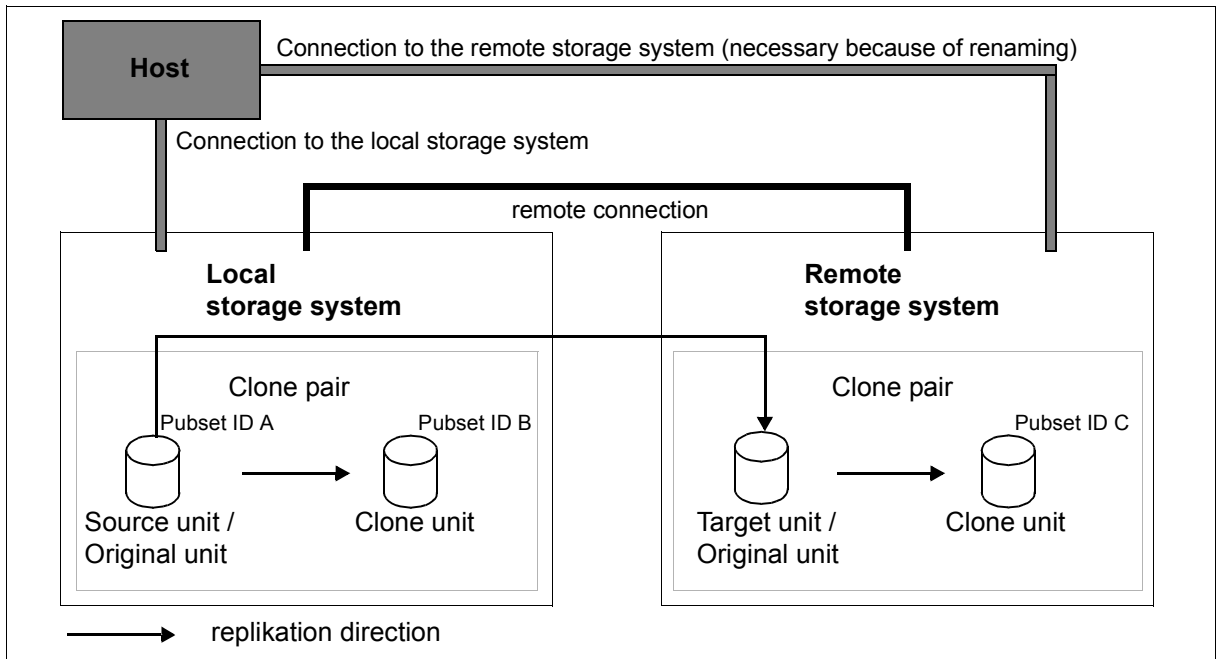 Host
Connection to the remote storage system (necessary because of renaming)
Connection to the local storage system
remote connection
Local
storage system
Remote
storage system
Clone pair
Pubset ID A
Pubset ID B
Source unit /
Original unit
Clone unit
Clone pair
Pubset ID C
Target unit /
Original unit
Clone unit
replikation direction